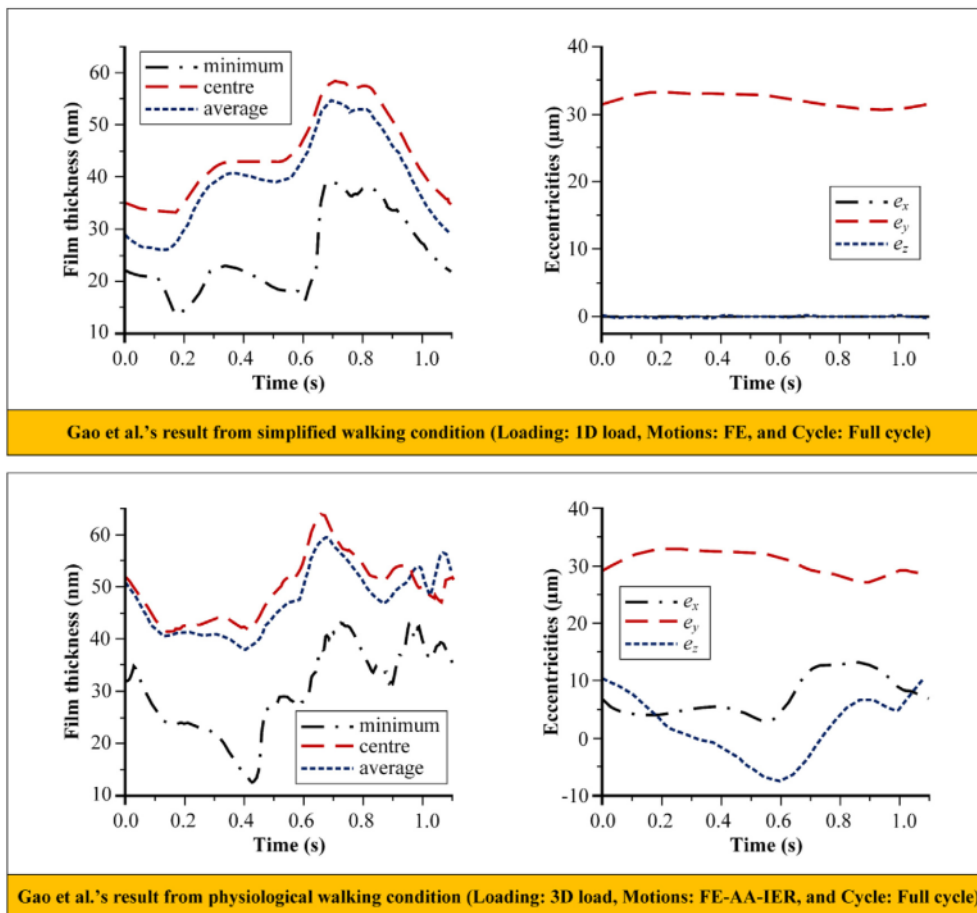 60
50
40
30
20
10
Film thickness (nm)
minimum
centre
average
0.0 0.2 0.4 0.6 0.8 1.0
Time (s)
40
30
20
10
0
Eccentricities (µm)
eₓ
e_y
e_z
0.0 0.2 0.4 0.6 0.8 1.0
Time (s)
Gao et al.'s result from simplified walking condition (Loading: 1D load, Motions: FE, and Cycle: Full cycle)
60
50
40
30
20
10
Film thickness (nm)
minimum
centre
average
0.0 0.2 0.4 0.6 0.8 1.0
Time (s)
40
30
20
10
0
-10
Eccentricities (µm)
eₓ
e_y
e_z
0.0 0.2 0.4 0.6 0.8 1.0
Time (s)
Gao et al.'s result from physiological walking condition (Loading: 3D load, Motions: FE-AA-IER, and Cycle: Full cycle)